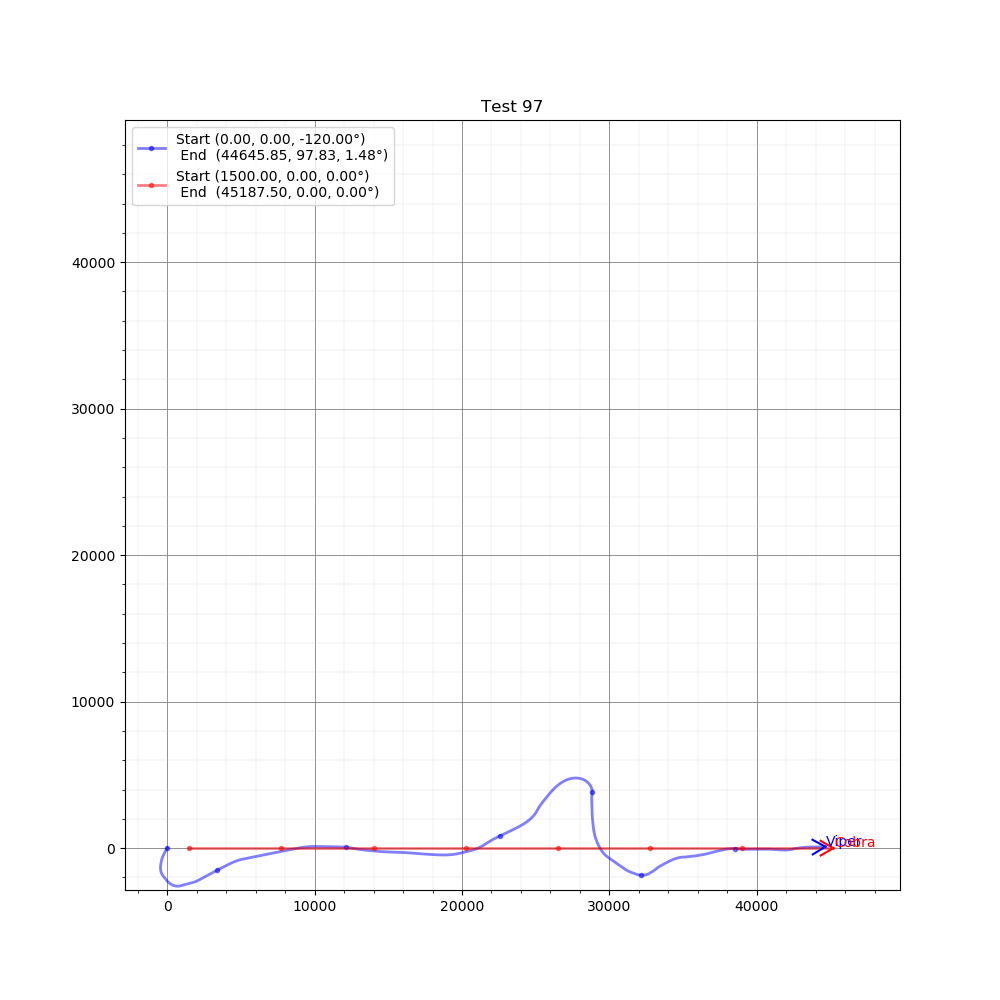 Test 97
Start (0.00, 0.00, -120.00°)
End (44645.85, 97.83, 1.48°)
Start (1500.00, 0.00, 0.00°)
End (45187.50, 0.00, 0.00°)
40000
30000
20000
10000
0
Viper
Cobra
0
10000
20000
30000
40000